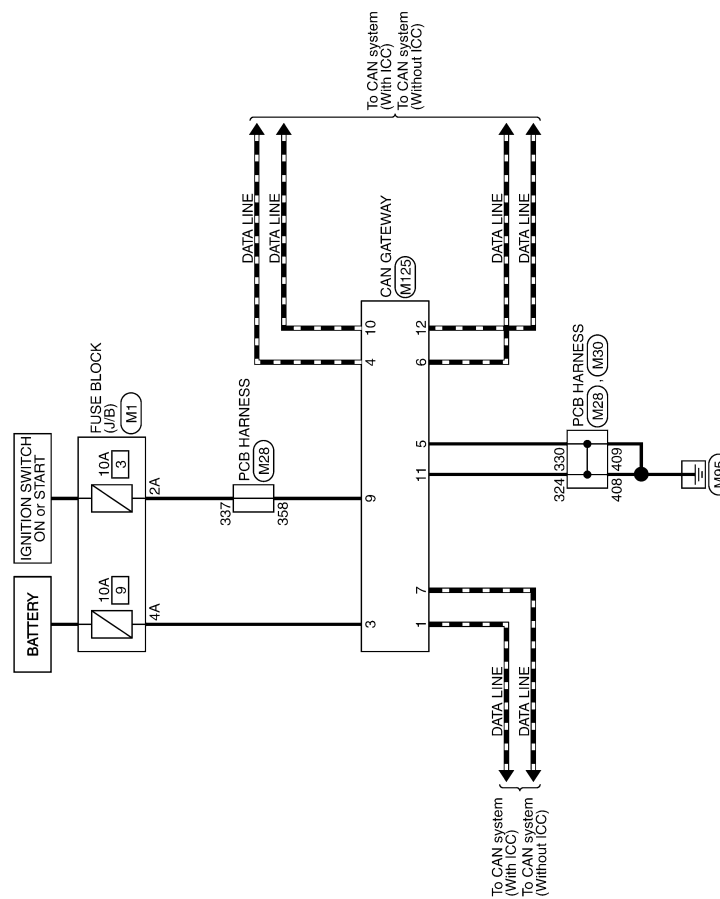 IGNITION SWITCH
ON or START
BATTERY
FUSE BLOCK
(J/B)
M1
10A
3
10A
9
2A
4A
PCB HARNESS
M28
337
358
CAN GATEWAY
M125
3
9
4
10
1
7
11
5
6
12
DATA LINE
DATA LINE
DATA LINE
DATA LINE
To CAN system
(With ICC)
To CAN system
(Without ICC)
PCB HARNESS
M28 , M30
324
330
408
409
DATA LINE
DATA LINE
To CAN system
(With ICC)
To CAN system
(Without ICC)